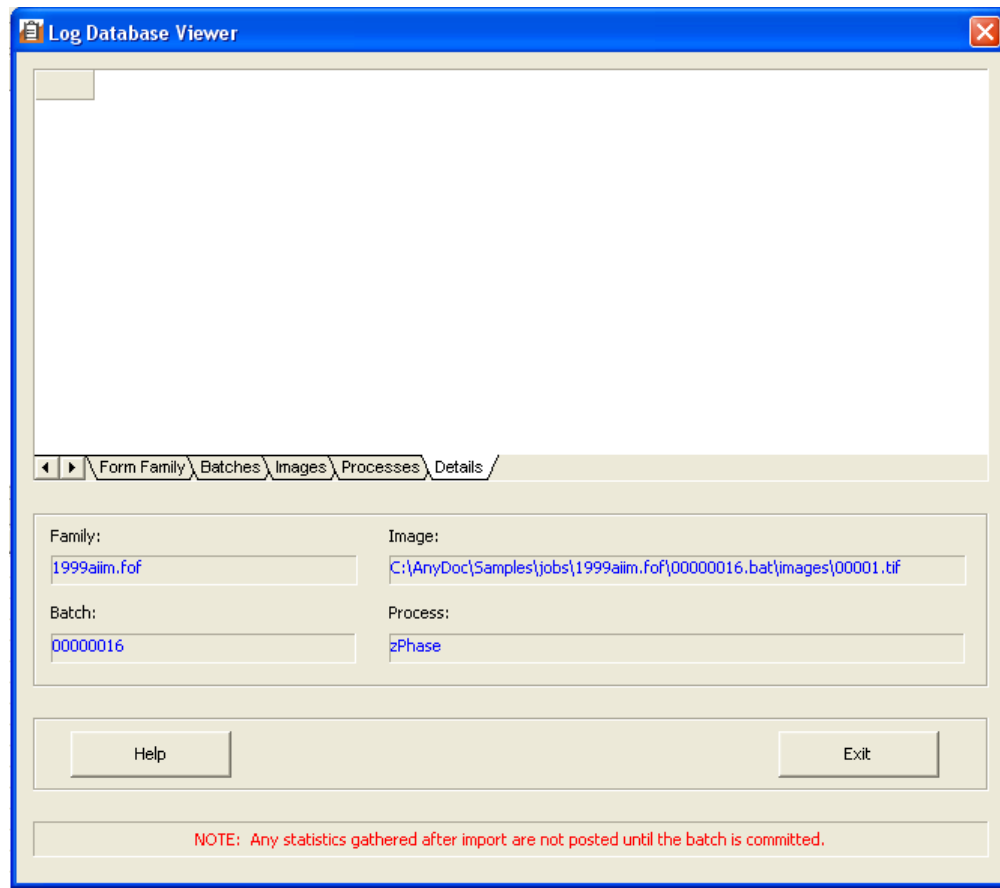 Log Database Viewer
Form Family Batches Images Processes Details
Family: Image:
1999aiim.fof C:\AnyDoc\Samples\jobs\1999aiim.fof\00000016.bat\images\00001.tif
Batch: Process:
00000016 zPhase
Help Exit
NOTE: Any statistics gathered after import are not posted until the batch is committed.